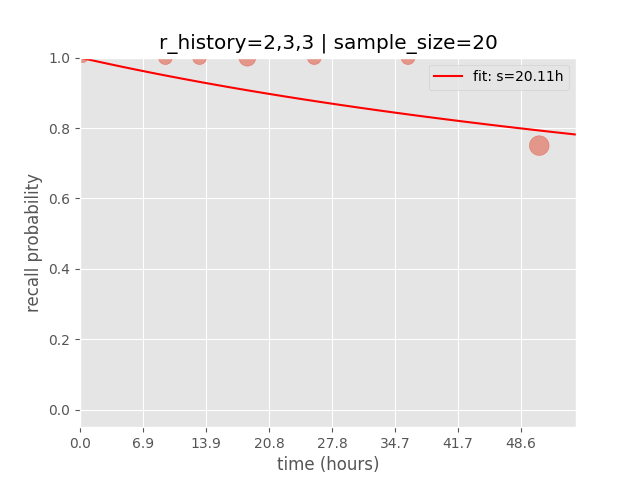 r_history=2,3,3 | sample_size=20
fit: s=20.11h
recall probability
1.0
0.8
0.6
0.4
0.2
0.0
0.0 6.9 13.9 20.8 27.8 34.7 41.7 48.6
time (hours)